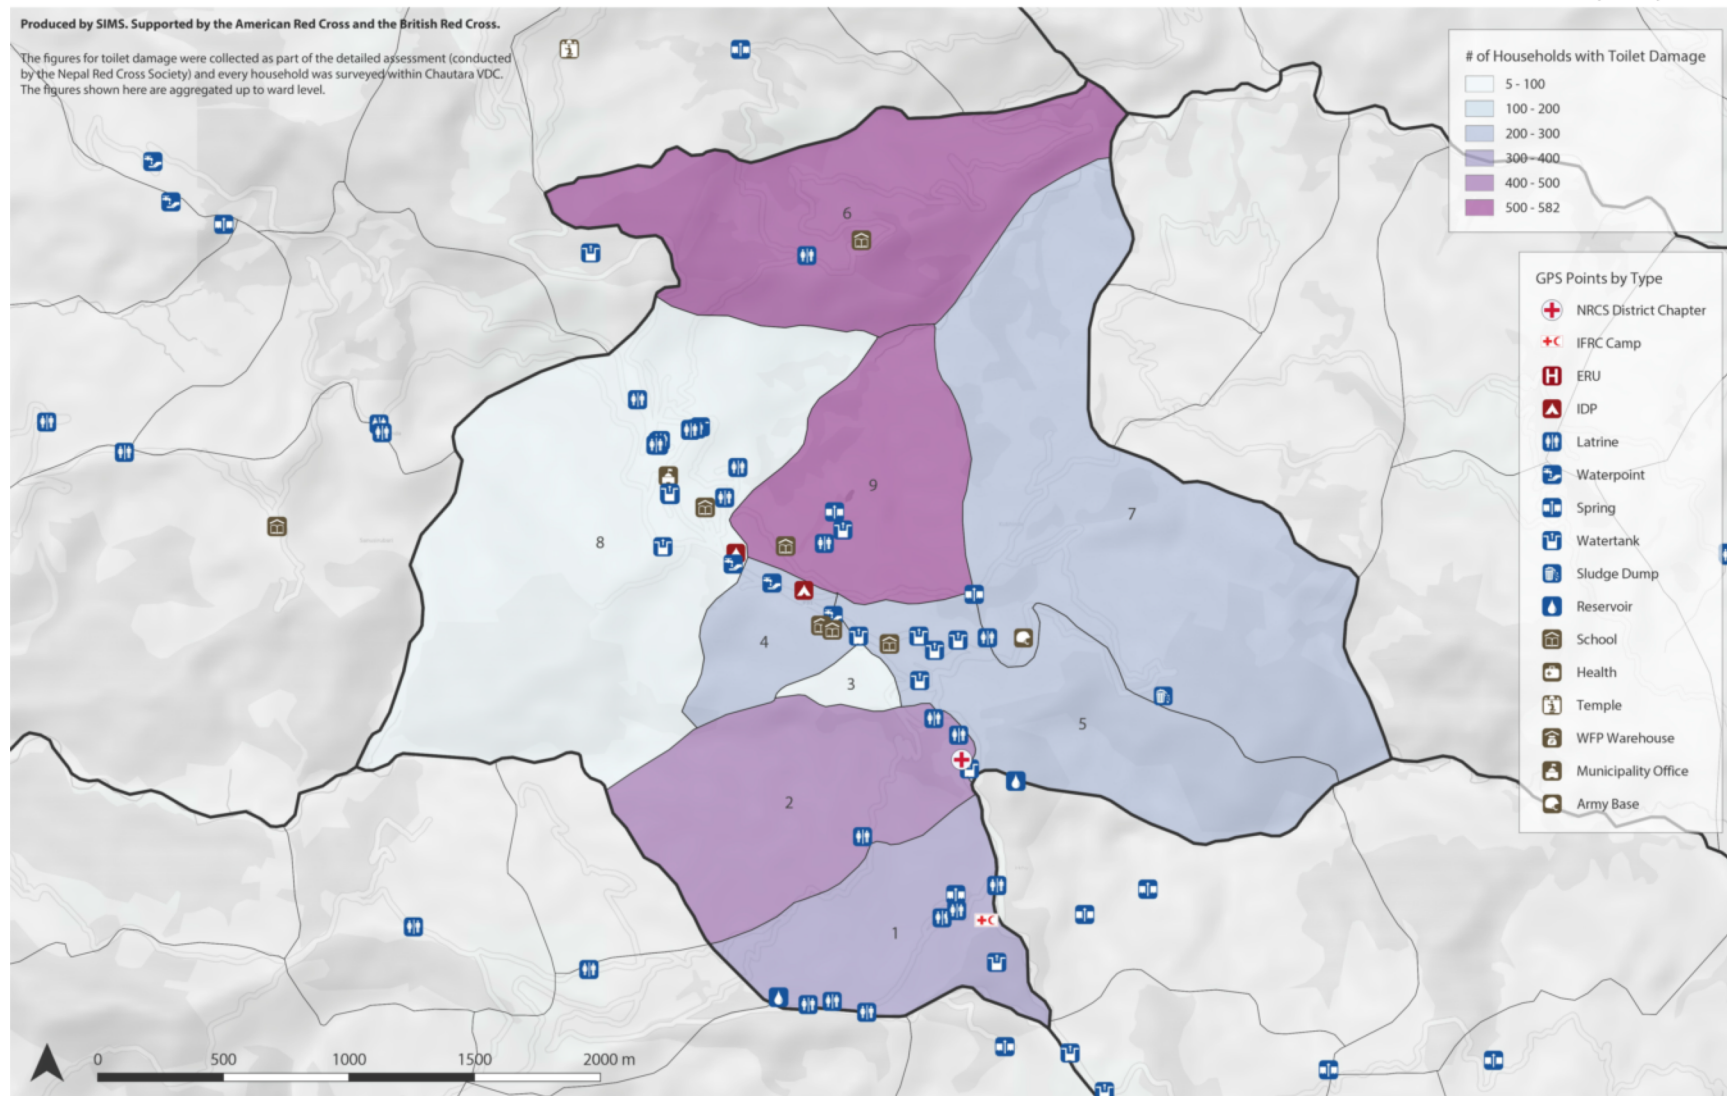 Produced by SIMS. Supported by the American Red Cross and the British Red Cross.
The figures for toilet damage were collected as part of the detailed assessment (conducted
by the Nepal Red Cross Society) and every household was surveyed within Chautara VDC.
The figures shown here are aggregated up to ward level.
# of Households with Toilet Damage
5 - 100
100 - 200
200 - 300
300 - 400
400 - 500
500 - 582
GPS Points by Type
NRCS District Chapter
IFRC Camp
ERU
IDP
Latrine
Waterpoint
Spring
Watertank
Sludge Dump
Reservoir
School
Health
Temple
WFP Warehouse
Municipality Office
Army Base
6
9
7
8
4
3
5
2
1
0 500 1000 1500 2000 m